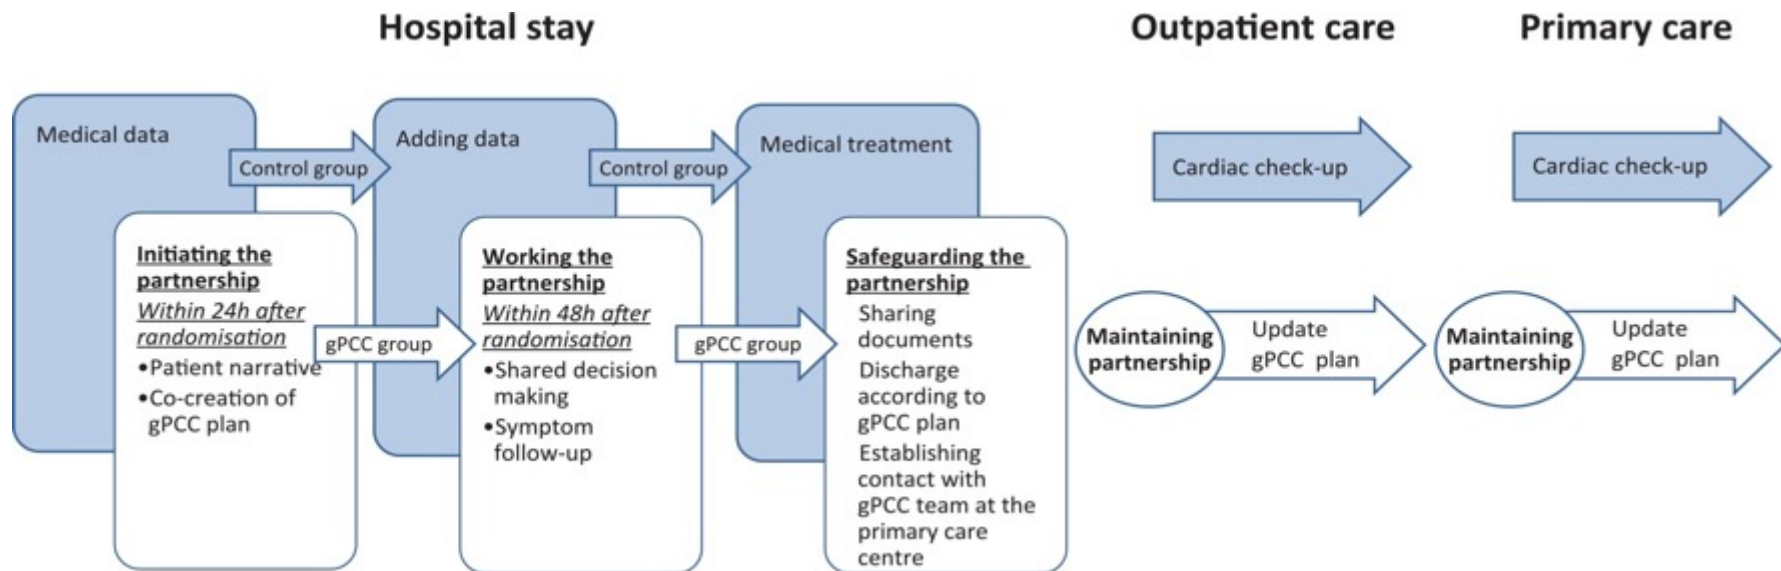 Hospital stay
Outpatient care
Primary care
Medical data
Control group
Adding data
Control group
Medical treatment
Cardiac check-up
Cardiac check-up
Initiating the
partnership
Within 24h after
randomisation
•Patient narrative
•Co-creation of
gPCC plan
gPCC group
Working the
partnership
Within 48h after
randomisation
•Shared decision
making
•Symptom
follow-up
gPCC group
Safeguarding the
partnership
Sharing
documents
Discharge
according to
gPCC plan
Establishing
contact with
gPCC team at the
primary care
centre
Maintaining
partnership
Update
gPCC plan
Maintaining
partnership
Update
gPCC plan